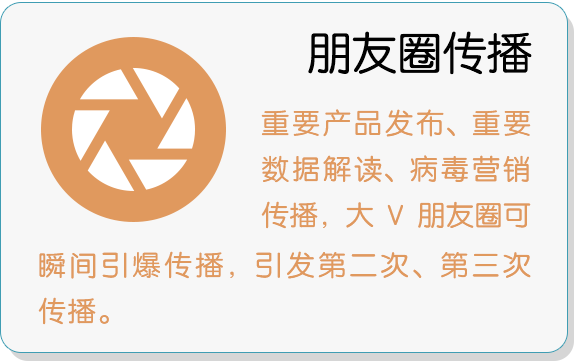 朋友圈传播
重要产品发布、重要
数据解读、病毒营销
传播，大 V 朋友圈可
瞬间引爆传播，引发第二次、第三次
传播。